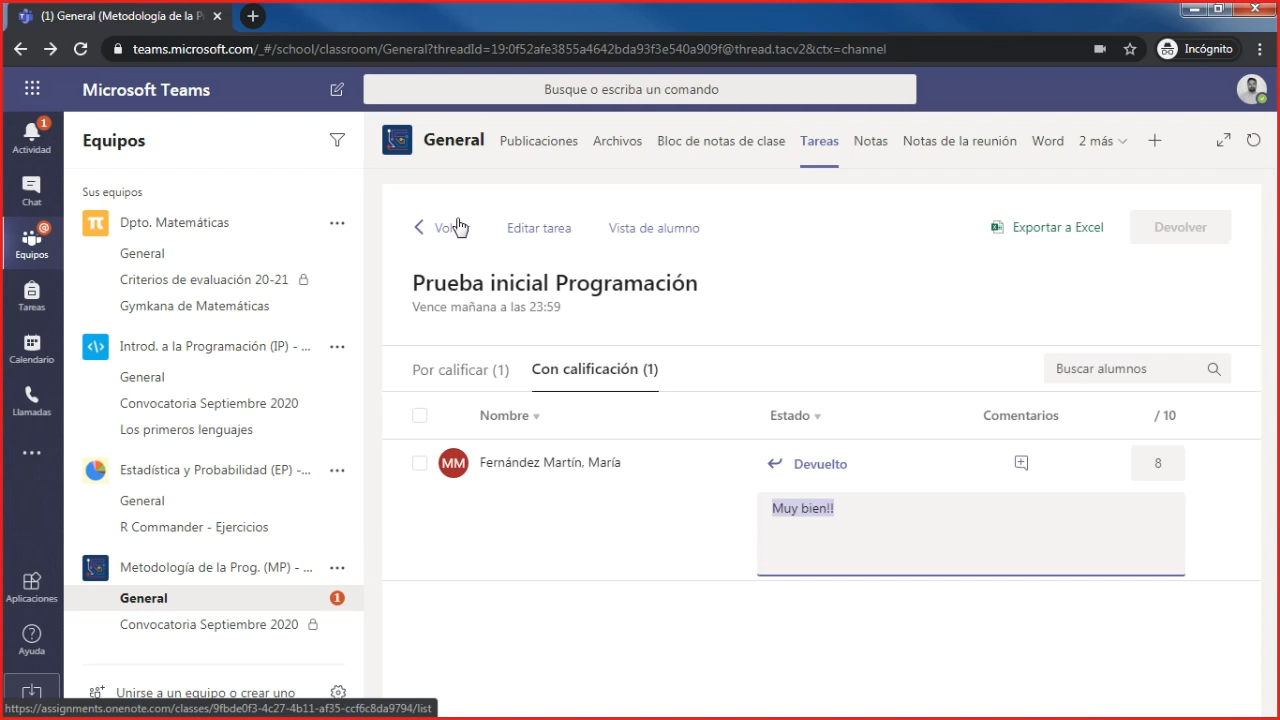 (1) General (Metodología de la P
teams.microsoft.com/_#/school/classroom/General?threadId=19:0f52afe3855a4642bda93f3e540a909f@thread.tacv2&ctx=channel
Incógnito
Microsoft Teams
Busque o escriba un comando
1
Actividad
Chat
@
Equipos
Tareas
Calendario
Llamadas
Aplicaciones
Ayuda
Equipos
Sus equipos
π
Dpto. Matemáticas
General
Criterios de evaluación 20-21
Gymkana de Matemáticas
Introd. a la Programación (IP) - ...
General
Convocatoria Septiembre 2020
Los primeros lenguajes
Estadística y Probabilidad (EP) -...
General
R Commander - Ejercicios
Metodología de la Prog. (MP) - ...
General
1
Convocatoria Septiembre 2020
Unirse a un equipo o crear uno
https://assignments.onenote.com/classes/9fbde0f3-4c27-4b11-af35-ccf6c8da9794/list
General
Publicaciones
Archivos
Bloc de notas de clase
Tareas
Notas
Notas de la reunión
Word
2 más
Editar tarea
Vista de alumno
Exportar a Excel
Devolver
Prueba inicial Programación
Vence mañana a las 23:59
Por calificar (1)
Con calificación (1)
Buscar alumnos
Nombre
Estado
Comentarios
/ 10
MM
Fernández Martín, María
Devuelto
8
Muy bien!!